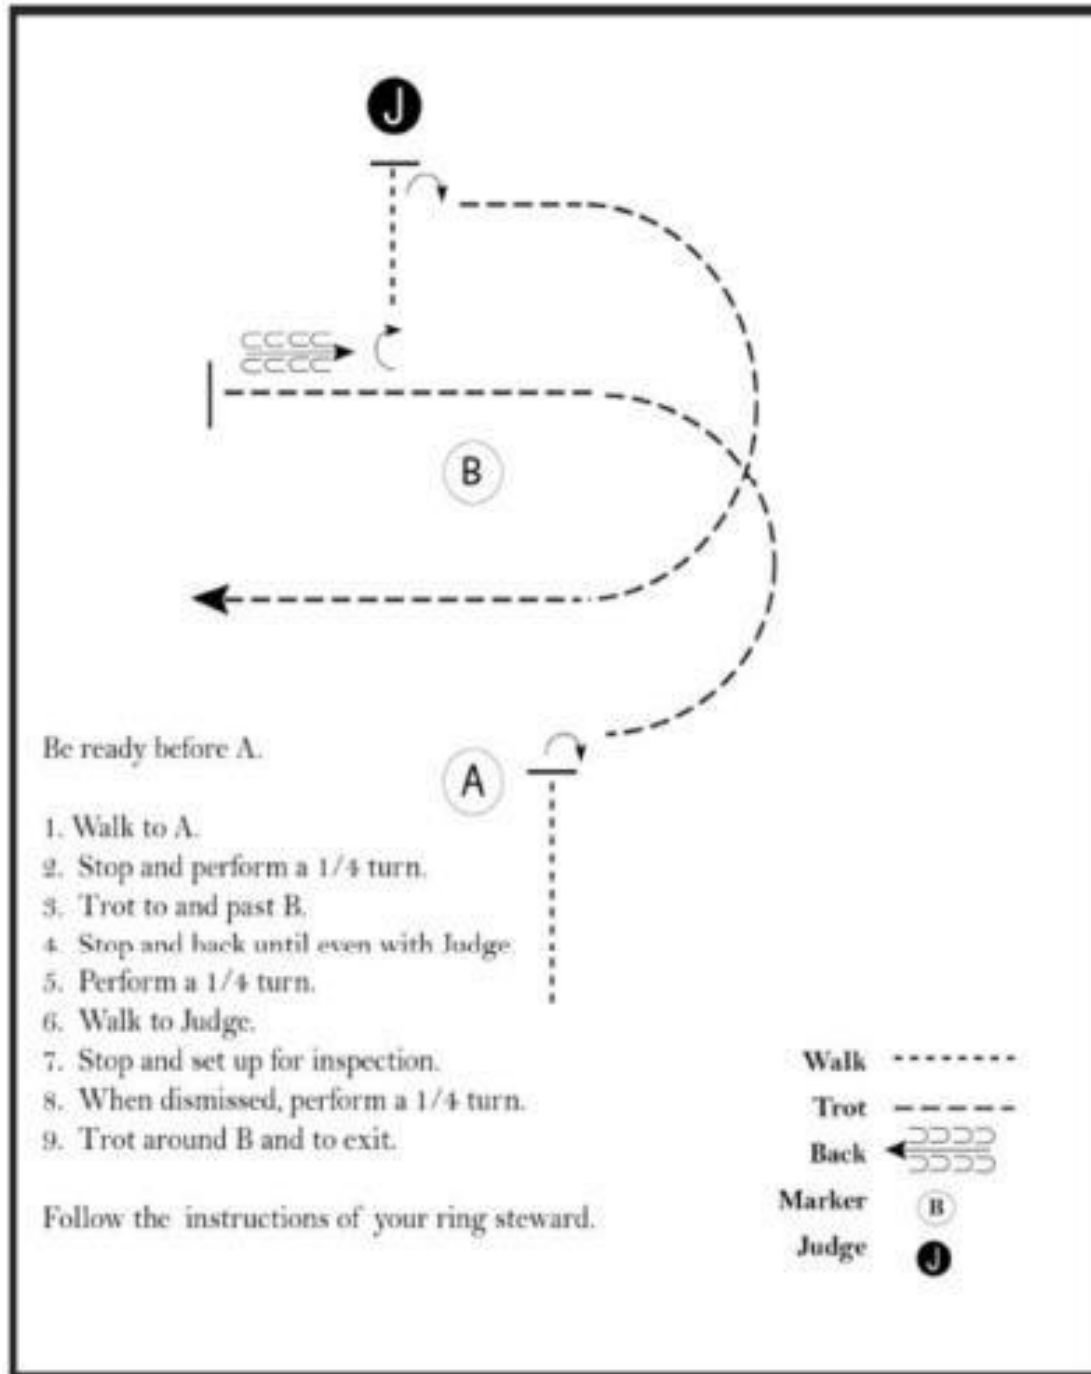 J
B
A
Be ready before A.
1. Walk to A.
2. Stop and perform a 1/4 turn.
3. Trot to and past B.
4. Stop and back until even with Judge
5. Perform a 1/4 turn.
6. Walk to Judge.
7. Stop and set up for inspection.
8. When dismissed, perform a 1/4 turn.
9. Trot around B and to exit.
Follow the instructions of your ring steward.
Walk
Trot
Back
Marker B
Judge J